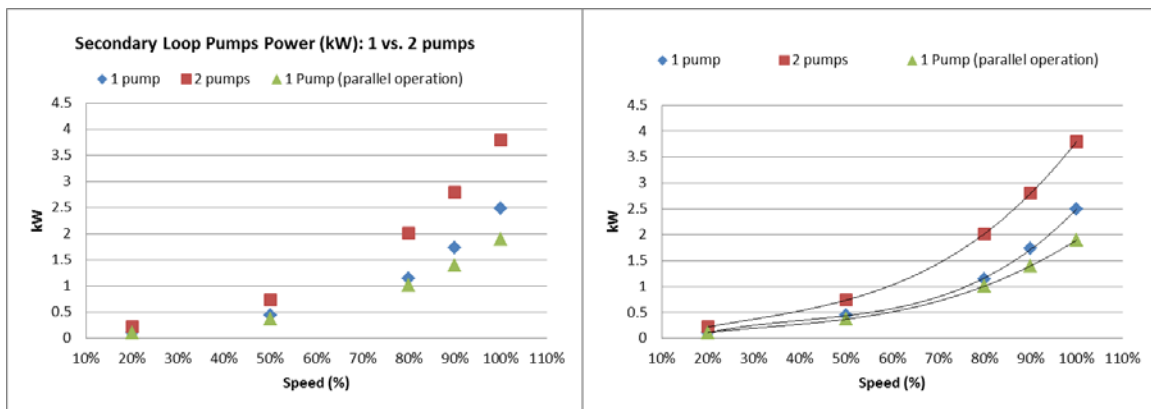 Secondary Loop Pumps Power (kW): 1 vs. 2 pumps
1 pump 2 pumps 1 Pump (parallel operation)
4.5
4
3.5
3
2.5
2
1.5
1
0.5
0
kW
10% 20% 30% 40% 50% 60% 70% 80% 90% 100% 110%
Speed (%)
1 pump 2 pumps 1 Pump (parallel operation)
4.5
4
3.5
3
2.5
2
1.5
1
0.5
0
kW
10% 20% 30% 40% 50% 60% 70% 80% 90% 100% 110%
Speed (%)